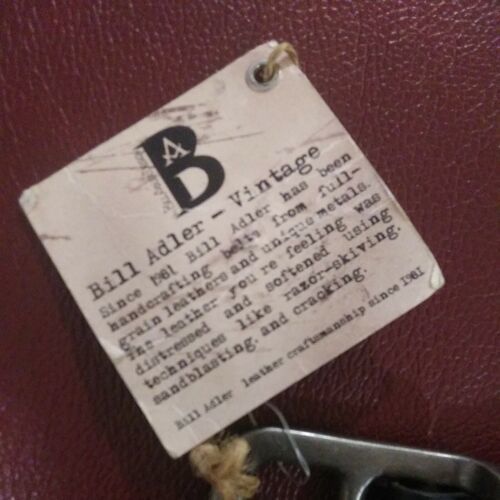 BA
Bill Adler - Vintage
Since 1981 Bill Adler has been
handcrafting belts from full-
grain leathers and unique metals.
The leather you're feeling was
distressed and softened using
techniques like razor-skiving,
sandblasting, and cracking.
Bill Adler leather craftsmanship since 1981